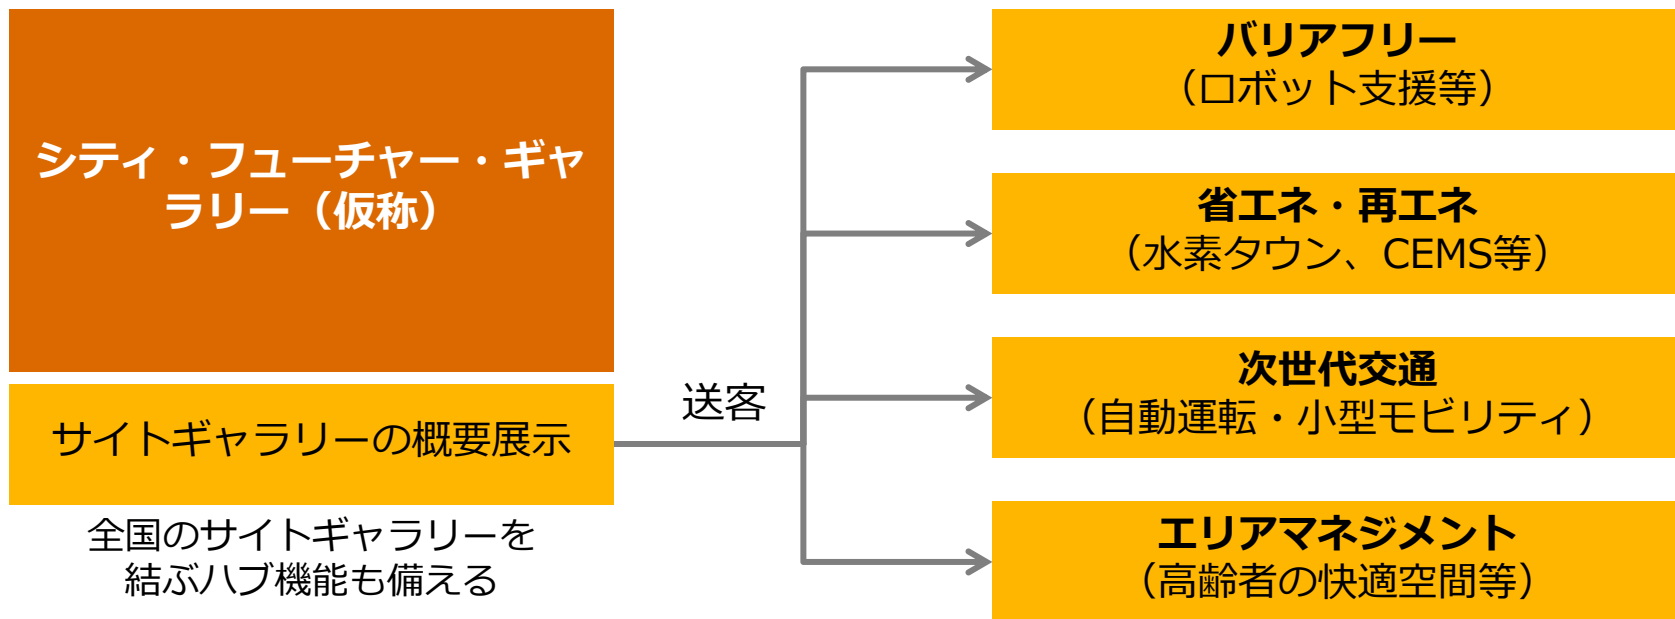 シティ・フューチャー・ギャ
ラリー（仮称）
サイトギャラリーの概要展示
全国のサイトギャラリーを
結ぶハブ機能も備える
送客
バリアフリー
（ロボット支援等）
省エネ・再エネ
（水素タウン、CEMS等）
次世代交通
（自動運転・小型モビリティ）
エリアマネジメント
（高齢者の快適空間等）